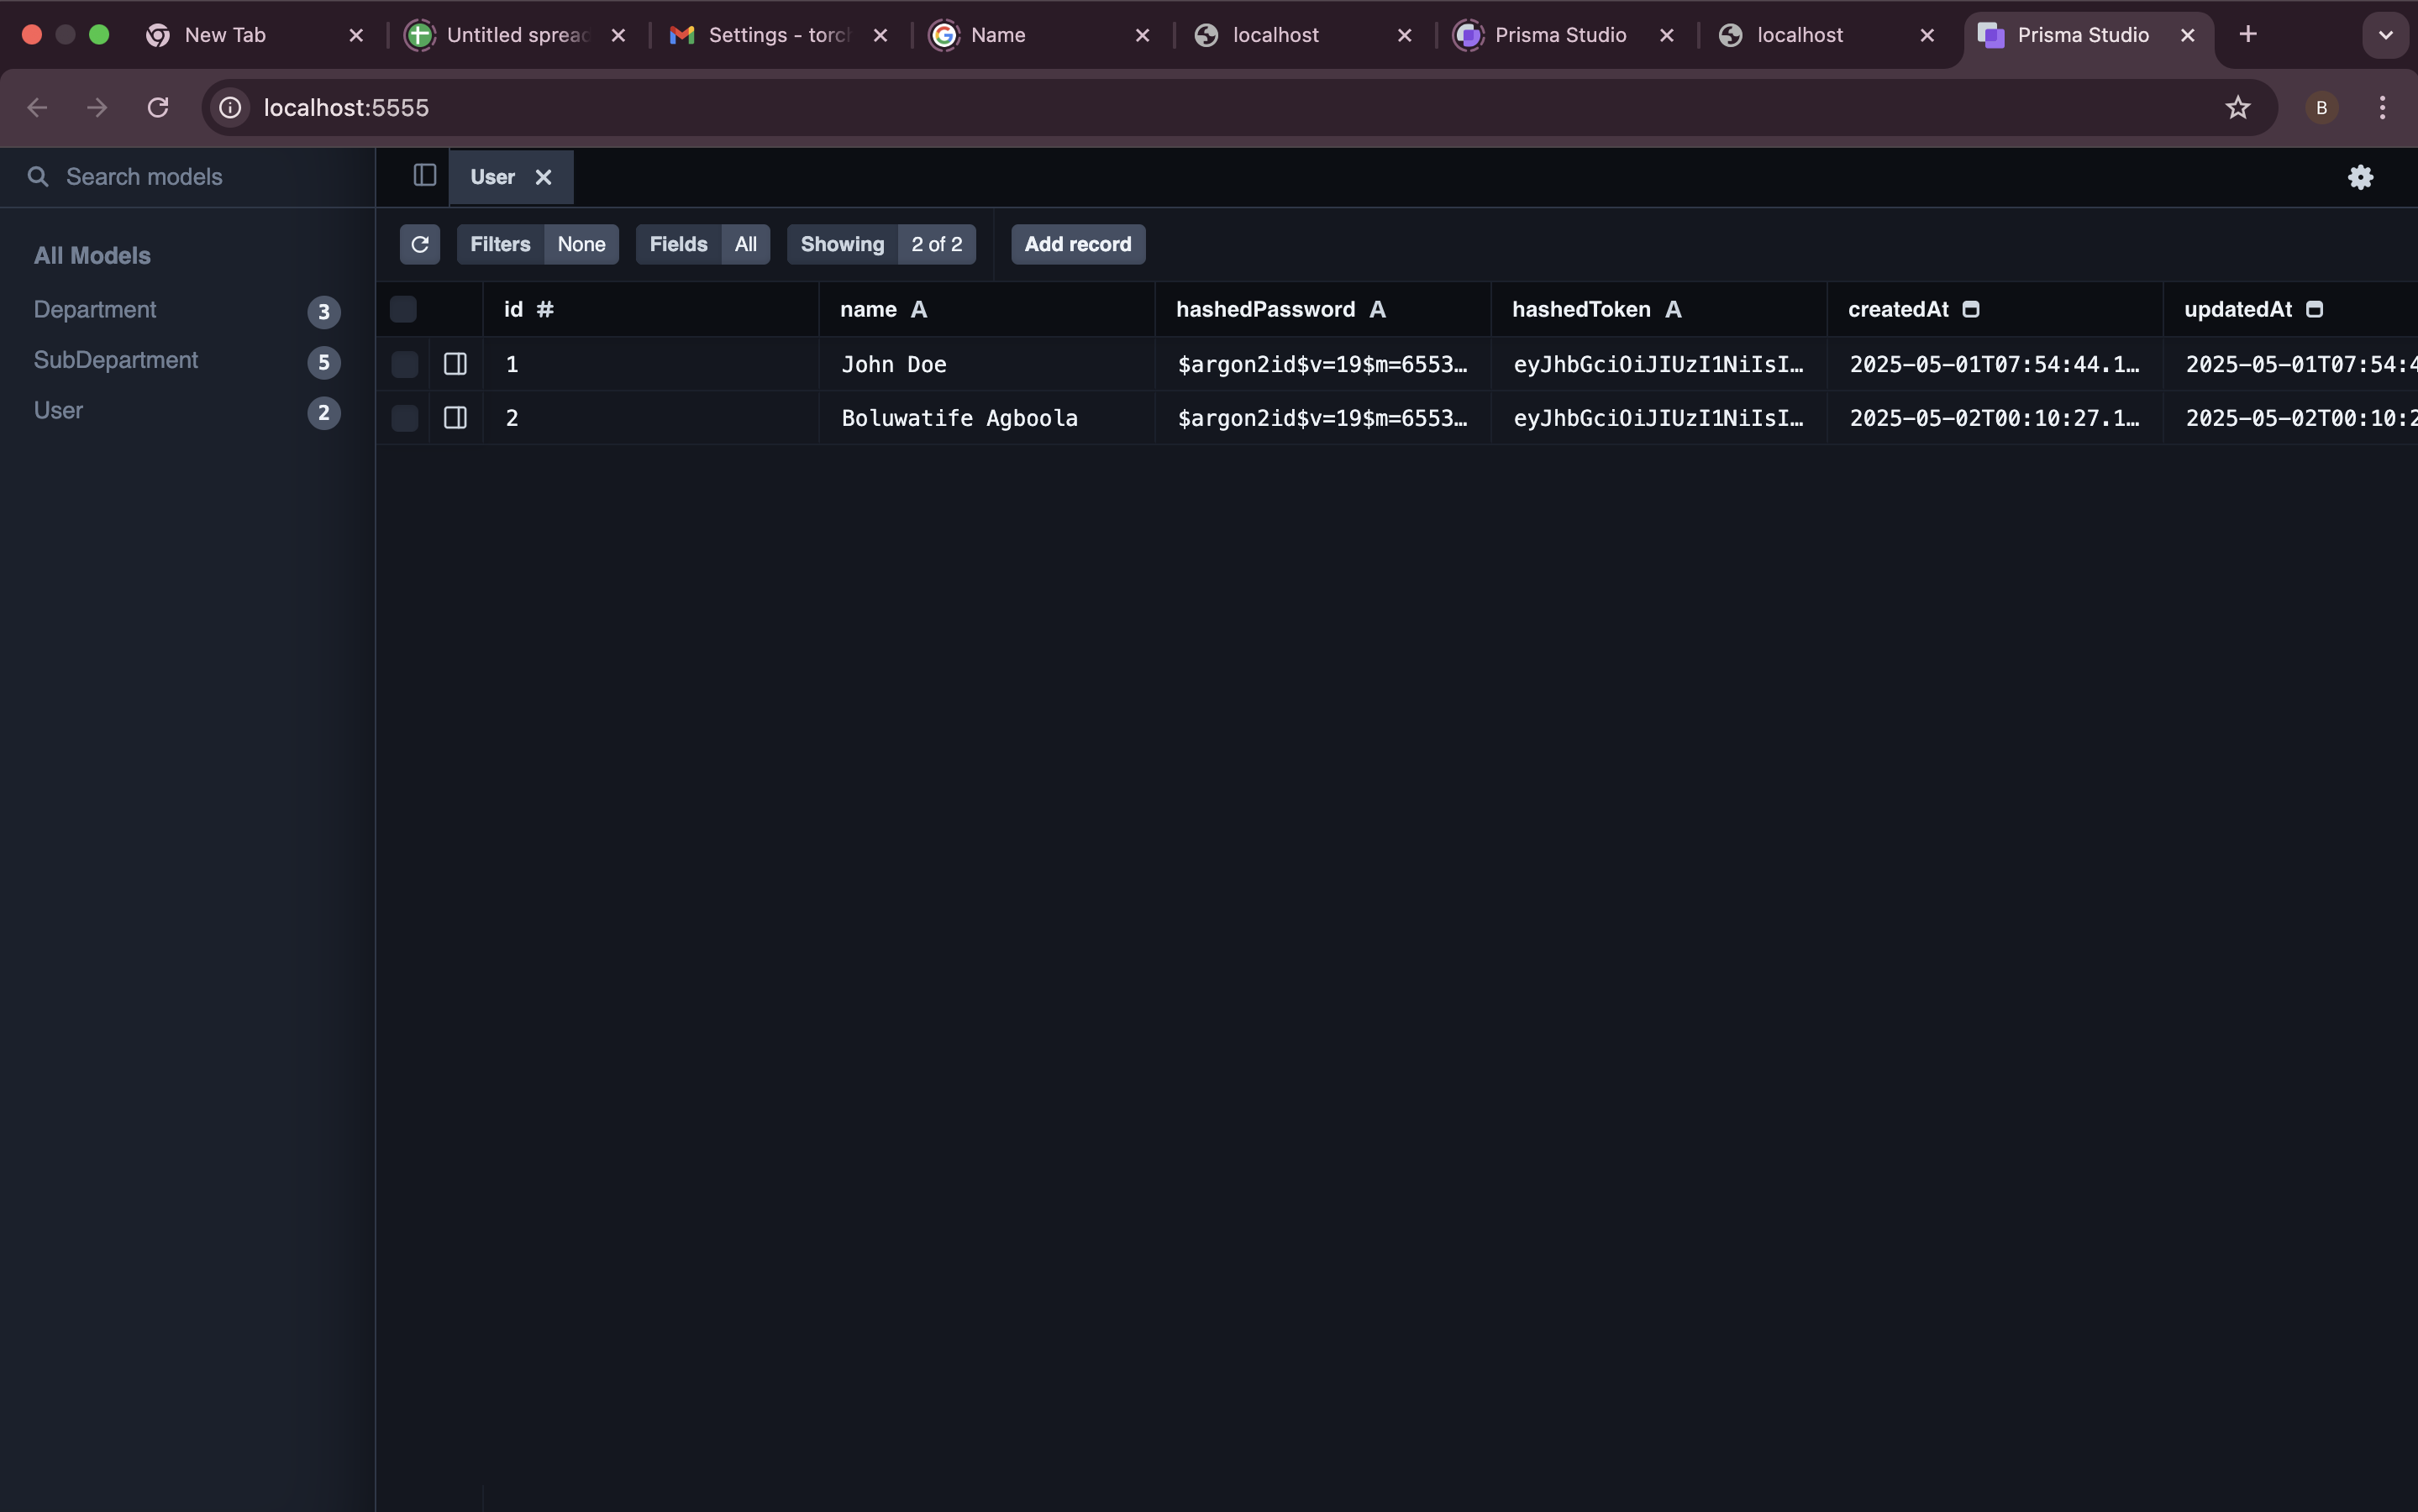 New Tab
Untitled spread
Settings - torch
Name
localhost
Prisma Studio
localhost
Prisma Studio
localhost:5555
B
Search models
User
All Models
Department 3
SubDepartment 5
User 2
Filters None
Fields All
Showing 2 of 2
Add record
id # name A hashedPassword A hashedToken A createdAt updatedAt
1 John Doe $argon2id$v=19$m=6553… eyJhbGciOiJIUzI1NiIsI… 2025-05-01T07:54:44.1… 2025-05-01T07:54:4
2 Boluwatife Agboola $argon2id$v=19$m=6553… eyJhbGciOiJIUzI1NiIsI… 2025-05-02T00:10:27.1… 2025-05-02T00:10:2